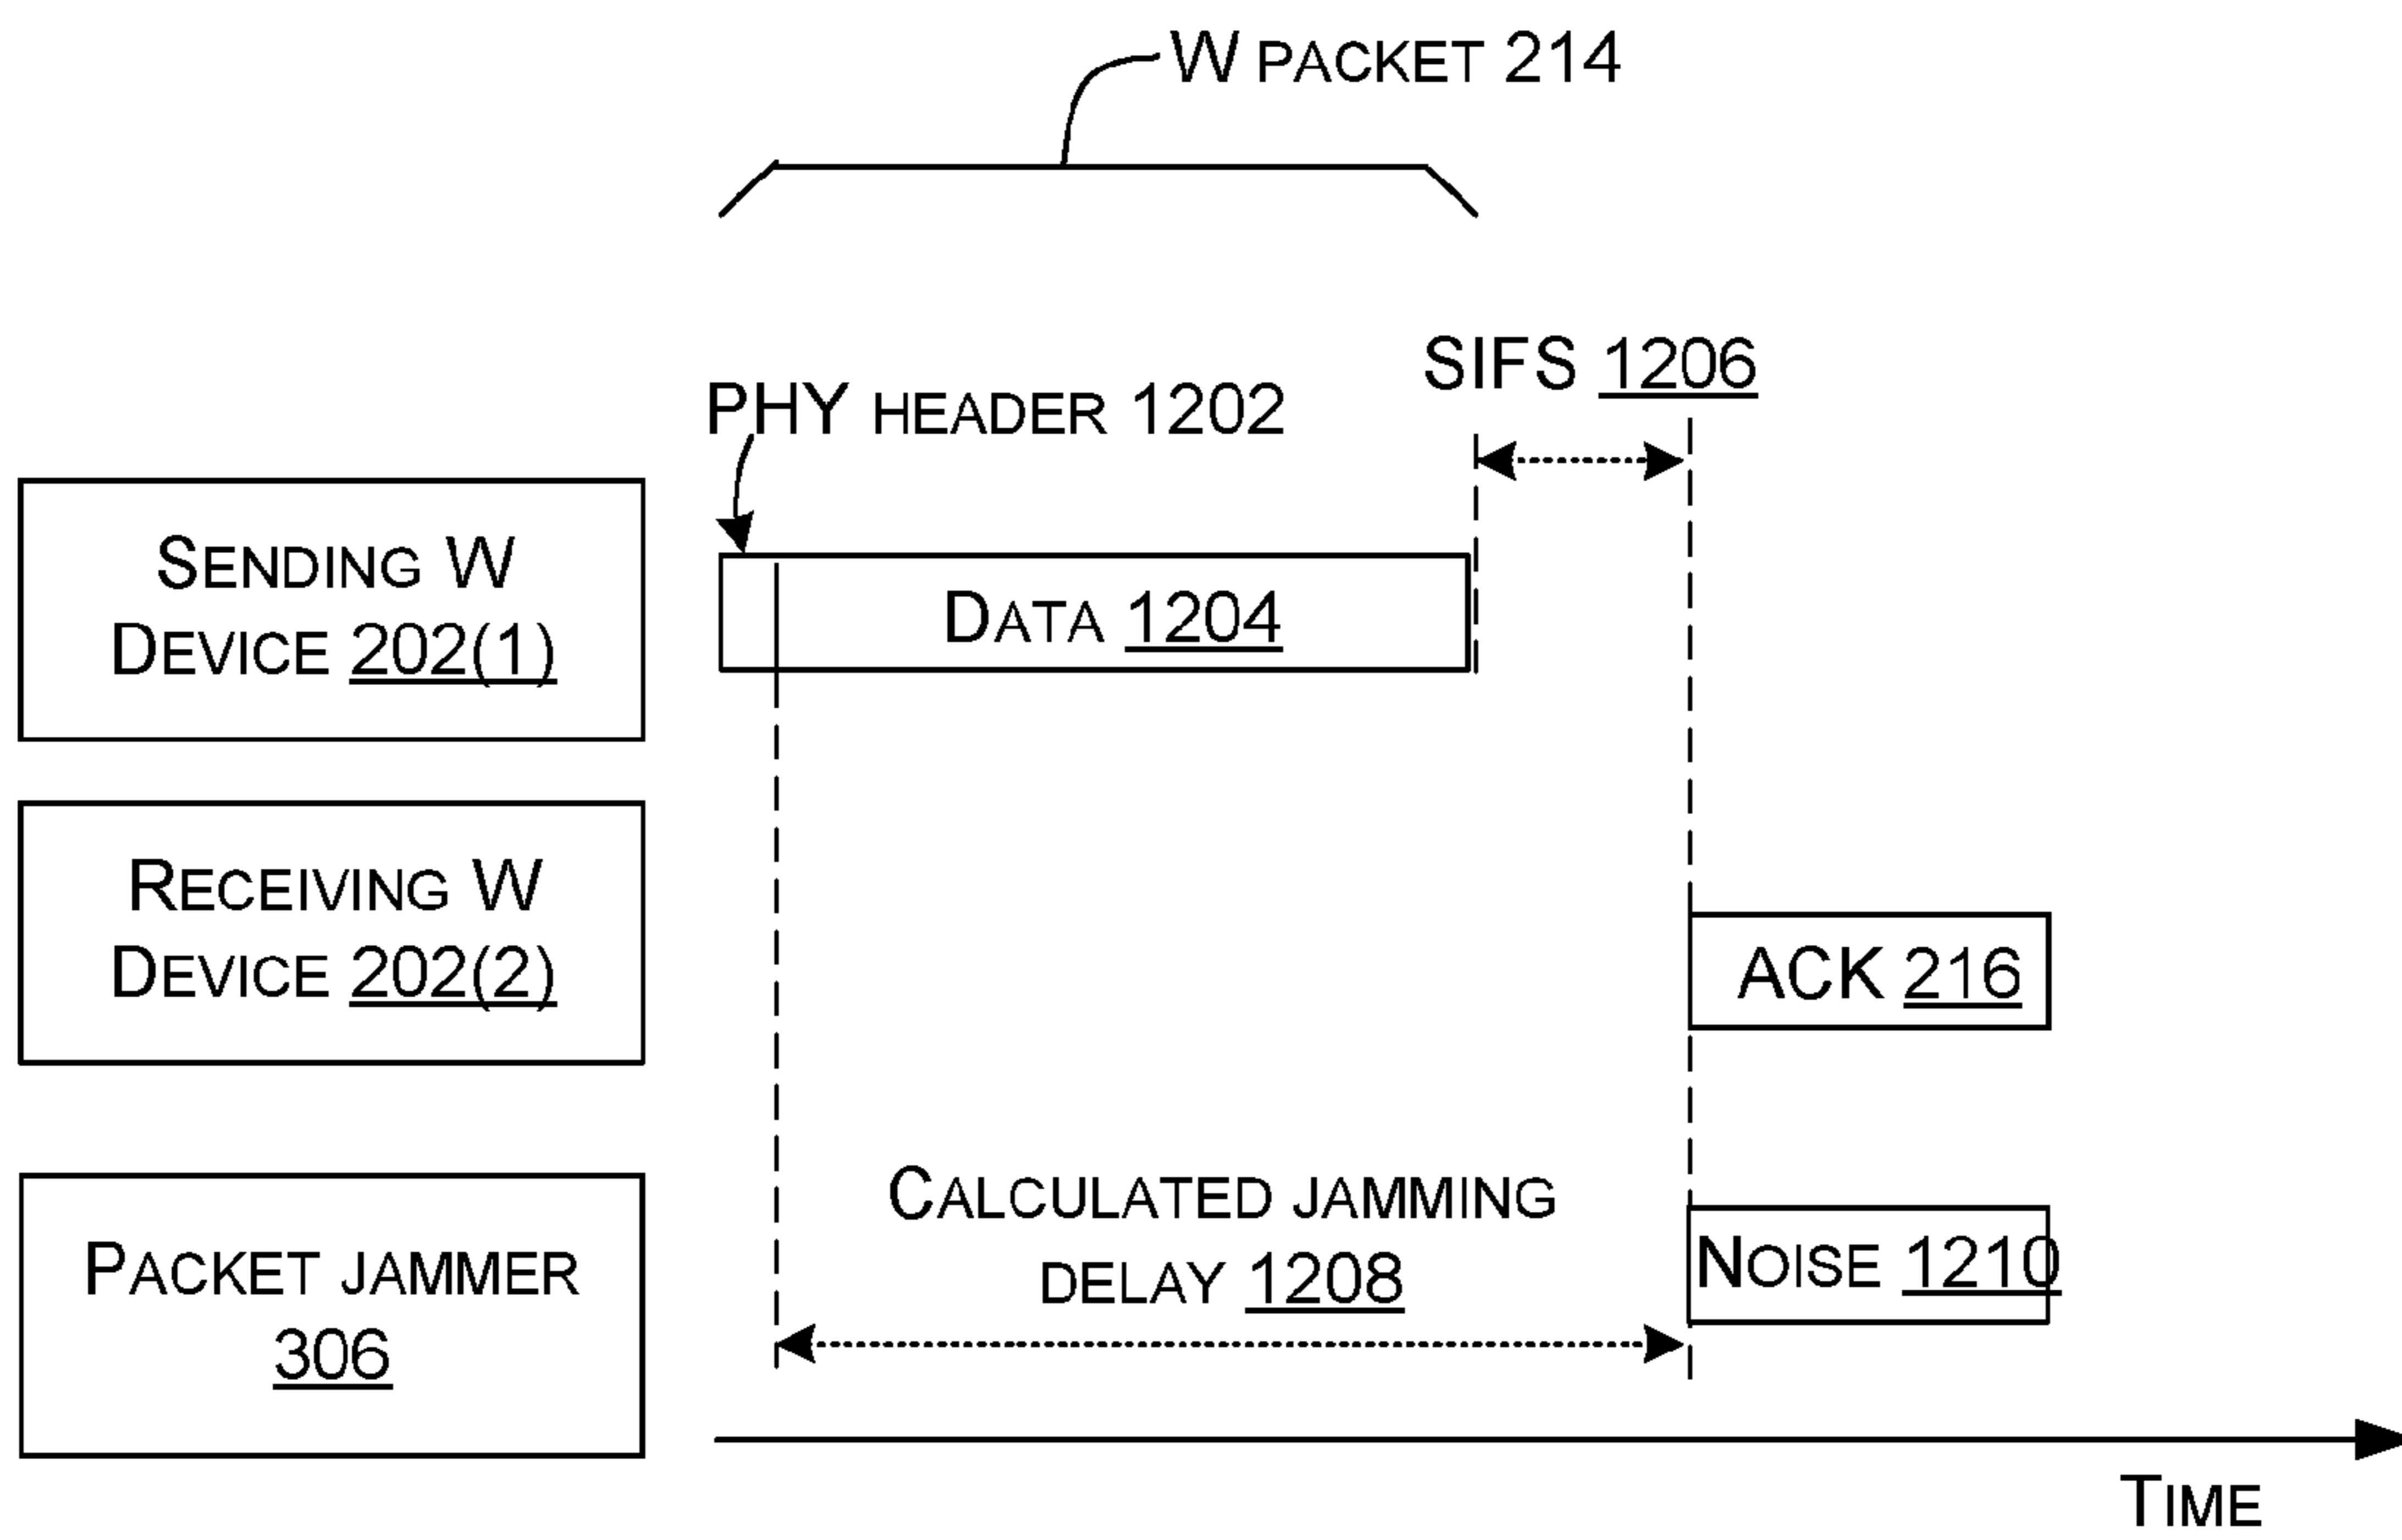 W PACKET 214
SIFS 1206
PHY HEADER 1202
SENDING W
DEVICE 202(1)
DATA 1204
RECEIVING W
DEVICE 202(2)
ACK 216
PACKET JAMMER
306
CALCULATED JAMMING
DELAY 1208
NOISE 1210
TIME